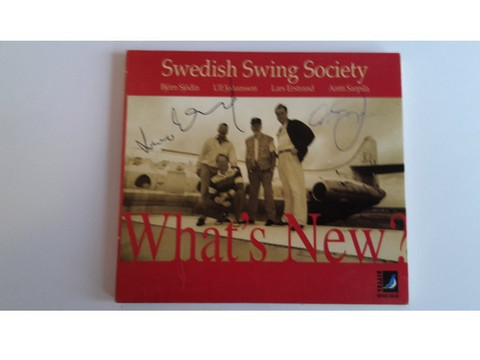 Swedish Swing Society
Björn Sjödin Ulf Johansson Lars Erstrand Antti Sarpila
What's New?